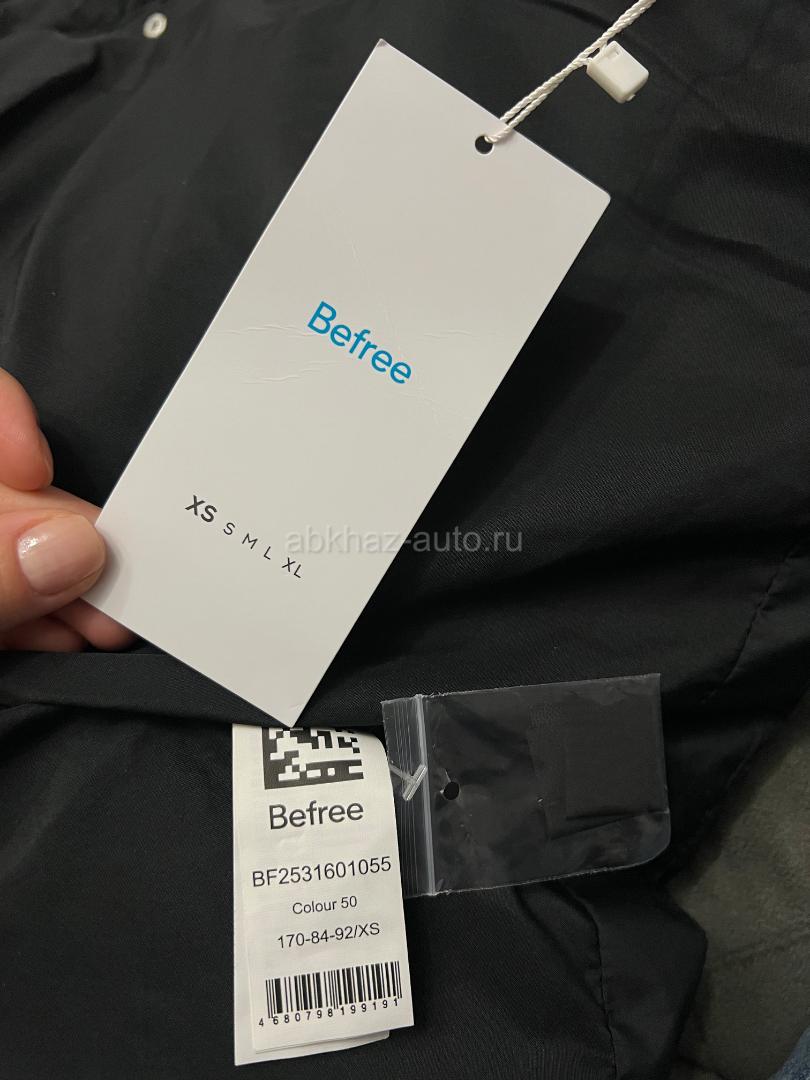 Befree
XS S M L XL
abkhaz-auto.ru
Befree
BF2531601055
Colour 50
170-84-92/XS
4680798199191